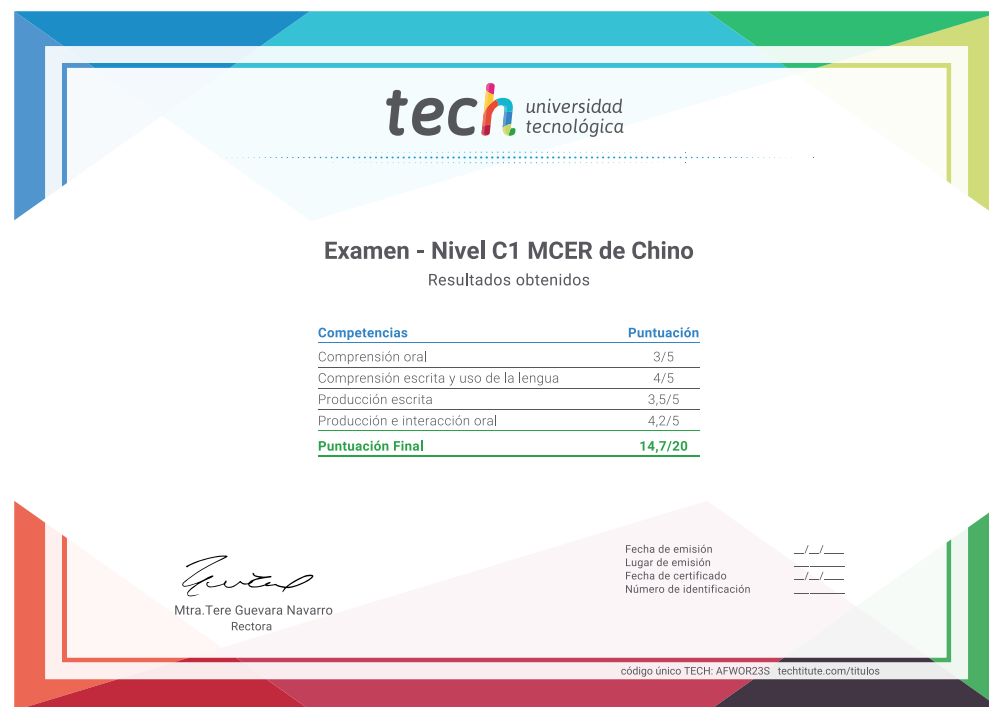 tech universidad
tecnológica
Examen - Nivel C1 MCER de Chino
Resultados obtenidos
Competencias Puntuación
Comprensión oral 3/5
Comprensión escrita y uso de la lengua 4/5
Producción escrita 3,5/5
Producción e interacción oral 4,2/5
Puntuación Final 14,7/20
Fecha de emisión __/__/____
Lugar de emisión ___________
Fecha de certificado __/__/____
Número de identificación ___________
Mtra.Tere Guevara Navarro
Rectora
código único TECH: AFWOR23S techtitute.com/titulos